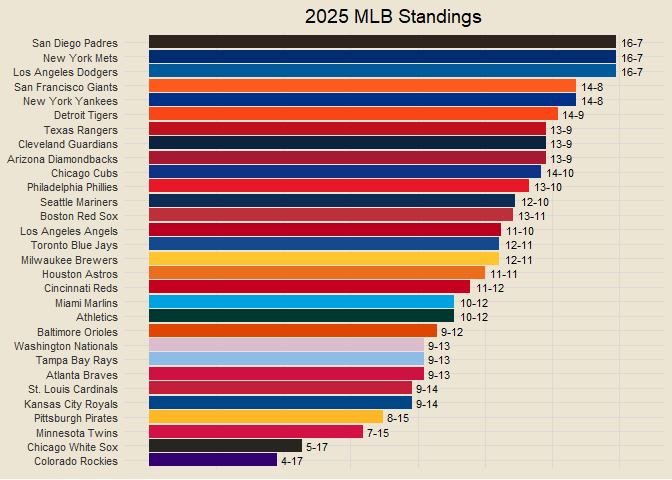 2025 MLB Standings
San Diego Padres 16-7
New York Mets 16-7
Los Angeles Dodgers 16-7
San Francisco Giants 14-8
New York Yankees 14-8
Detroit Tigers 14-9
Texas Rangers 13-9
Cleveland Guardians 13-9
Arizona Diamondbacks 13-9
Chicago Cubs 14-10
Philadelphia Phillies 13-10
Seattle Mariners 12-10
Boston Red Sox 13-11
Los Angeles Angels 11-10
Toronto Blue Jays 12-11
Milwaukee Brewers 12-11
Houston Astros 11-11
Cincinnati Reds 11-12
Miami Marlins 10-12
Athletics 10-12
Baltimore Orioles 9-12
Washington Nationals 9-13
Tampa Bay Rays 9-13
Atlanta Braves 9-13
St. Louis Cardinals 9-14
Kansas City Royals 9-14
Pittsburgh Pirates 8-15
Minnesota Twins 7-15
Chicago White Sox 5-17
Colorado Rockies 4-17